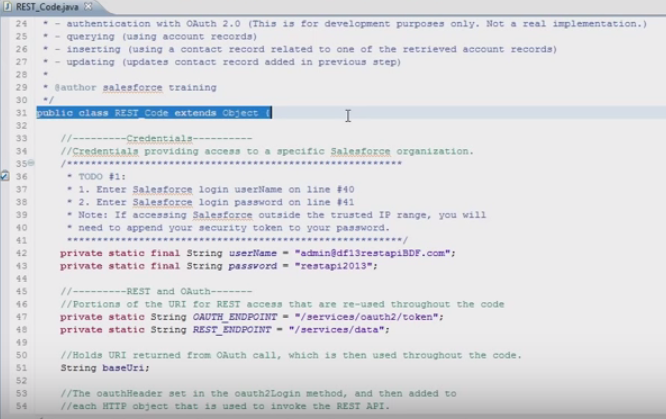 REST_Code.java
24 * - authentication with OAuth 2.0 (This is for development purposes only. Not a real implementation.)
25 * - querying (using account records)
26 * - inserting (using a contact record related to one of the retrieved account records)
27 * - updating (updates contact record added in previous step)
28 *
29 * @author salesforce training
30 */
31 public class REST_Code extends Object {
32
33 //---------Credentials----------
34 //Credentials providing access to a specific Salesforce organization.
35 /******************************************************
36 * TODO #1:
37 * 1. Enter Salesforce login userName on line #40
38 * 2. Enter Salesforce login password on line #41
39 * Note: If accessing Salesforce outside the trusted IP range, you will
40 * need to append your security token to your password.
41 ******************************************************/
42 private static final String userName = "admin@df13restapiBDF.com";
43 private static final String password = "restapi2013";
44
45 //---------REST and OAuth-------
46 //Portions of the URI for REST access that are re-used throughout the code
47 private static String OAUTH_ENDPOINT = "/services/oauth2/token";
48 private static String REST_ENDPOINT = "/services/data";
49
50 //Holds URI returned from OAuth call, which is then used throughout the code.
51 String baseUri;
52
53 //The oauthHeader set in the oauth2Login method, and then added to
54 //each HTTP object that is used to invoke the REST API.